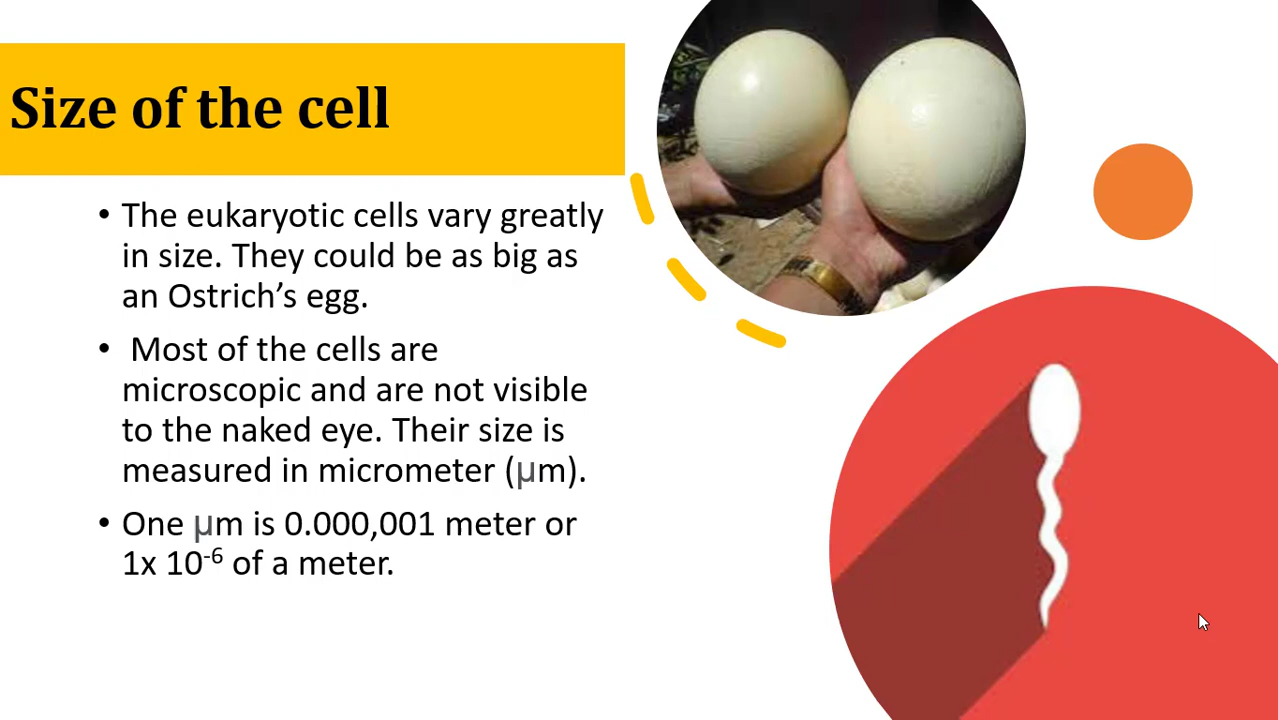 Size of the cell
• The eukaryotic cells vary greatly
in size. They could be as big as
an Ostrich’s egg.
• Most of the cells are
microscopic and are not visible
to the naked eye. Their size is
measured in micrometer (µm).
• One µm is 0.000,001 meter or
1x 10⁻⁶ of a meter.